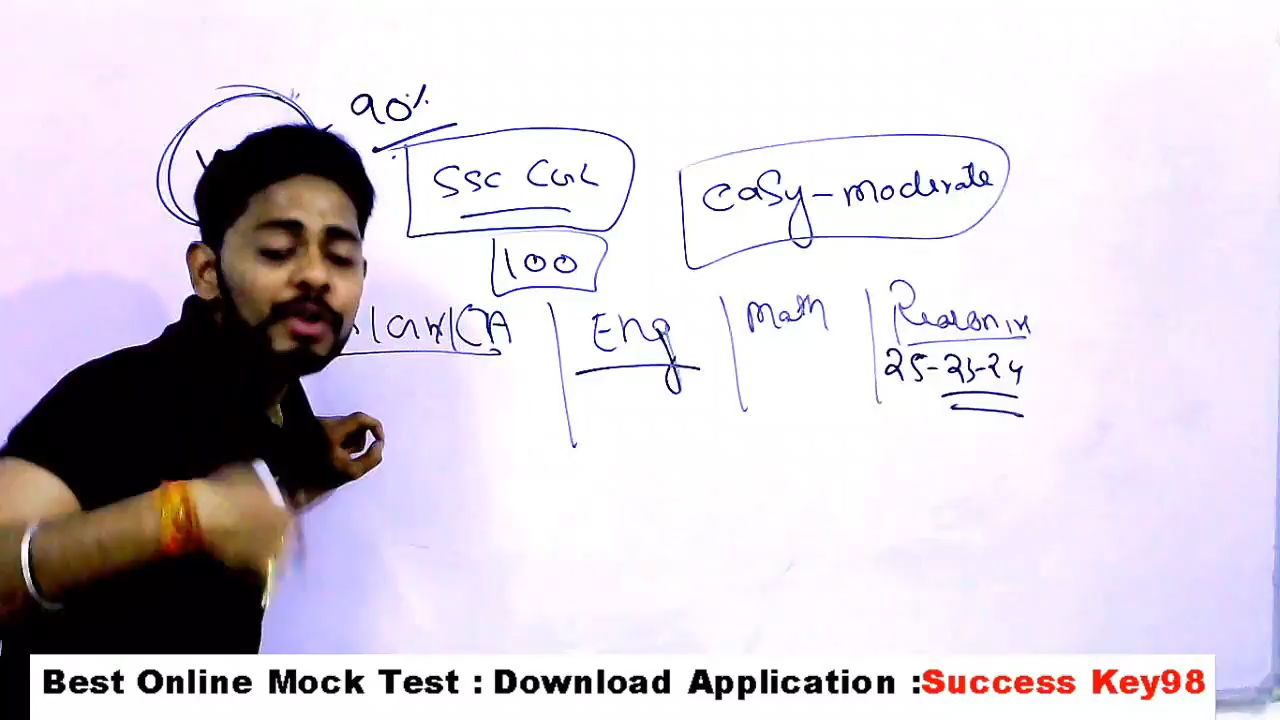 90%
SSC CGL
easy-moderate
100
Eng
Math
Reasonin
25-23-24
Best Online Mock Test : Download Application :Success Key98